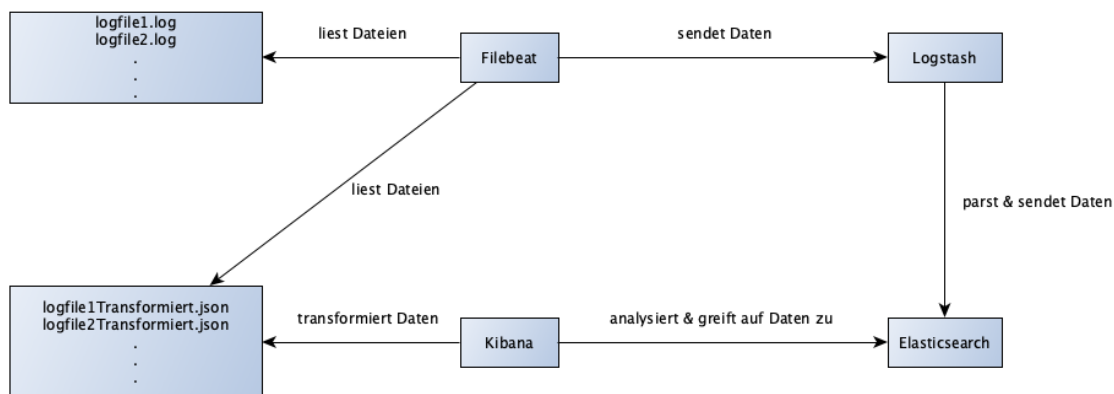 logfile1.log
logfile2.log
.
.
.
liest Dateien
Filebeat
sendet Daten
Logstash
liest Dateien
parst & sendet Daten
logfile1Transformiert.json
logfile2Transformiert.json
.
.
.
transformiert Daten
Kibana
analysiert & greift auf Daten zu
Elasticsearch